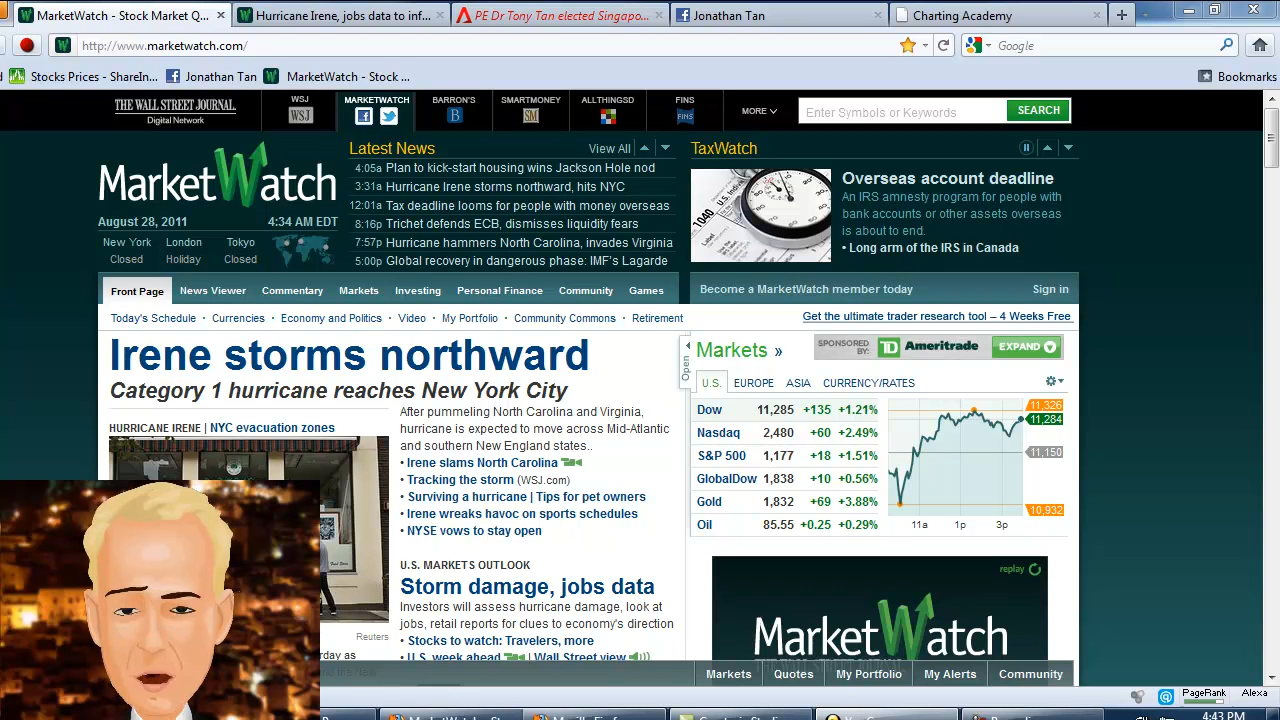 MarketWatch - Stock Market Q...
Hurricane Irene, jobs data to inf...
PE Dr Tony Tan elected Singapo...
Jonathan Tan
Charting Academy
http://www.marketwatch.com/
Google
Stocks Prices - ShareIn...
Jonathan Tan
MarketWatch - Stock ...
Bookmarks
THE WALL STREET JOURNAL.
Digital Network
WSJ
WSJ
MARKETWATCH
BARRON'S
B
SMARTMONEY
SM
ALLTHINGSD
FINS
FINS
MORE
Enter Symbols or Keywords
SEARCH
MarketWatch
August 28, 2011
4:34 AM EDT
New York
Closed
London
Holiday
Tokyo
Closed
Latest News
View All
4:05a Plan to kick-start housing wins Jackson Hole nod
3:31a Hurricane Irene storms northward, hits NYC
12:01a Tax deadline looms for people with money overseas
8:16p Trichet defends ECB, dismisses liquidity fears
7:57p Hurricane hammers North Carolina, invades Virginia
5:00p Global recovery in dangerous phase: IMF's Lagarde
TaxWatch
1040
Overseas account deadline
An IRS amnesty program for people with
bank accounts or other assets overseas
is about to end.
• Long arm of the IRS in Canada
Front Page
News Viewer
Commentary
Markets
Investing
Personal Finance
Community
Games
Become a MarketWatch member today
Sign in
Today's Schedule · Currencies · Economy and Politics · Video · My Portfolio · Community Commons · Retirement
Get the ultimate trader research tool – 4 Weeks Free
Irene storms northward
Category 1 hurricane reaches New York City
HURRICANE IRENE | NYC evacuation zones
Reuters
After pummeling North Carolina and Virginia,
hurricane is expected to move across Mid-Atlantic
and southern New England states..
• Irene slams North Carolina
• Tracking the storm (WSJ.com)
• Surviving a hurricane | Tips for pet owners
• Irene wreaks havoc on sports schedules
• NYSE vows to stay open
U.S. MARKETS OUTLOOK
Storm damage, jobs data
Investors will assess hurricane damage, look at
jobs, retail reports for clues to economy's direction
• Stocks to watch: Travelers, more
• U.S. week ahead | Wall Street view
Open
Markets »
SPONSORED
BY:
TD Ameritrade
EXPAND
U.S.
EUROPE
ASIA
CURRENCY/RATES
Dow 11,285 +135 +1.21%
Nasdaq 2,480 +60 +2.49%
S&P 500 1,177 +18 +1.51%
GlobalDow 1,838 +10 +0.56%
Gold 1,832 +69 +3.88%
Oil 85.55 +0.25 +0.29%
11,326
11,284
11,150
10,932
11a 1p 3p
replay
MarketWatch
Markets
Quotes
My Portfolio
My Alerts
Community
PageRank
Alexa
4:43 PM